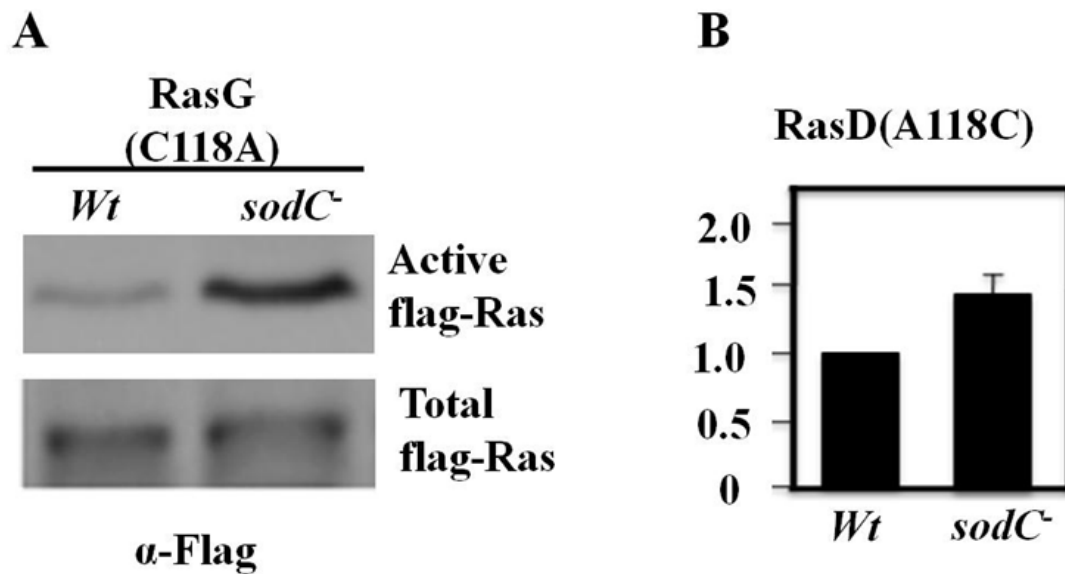 A
RasG
(C118A)
Wt sodC-
Active
flag-Ras
Total
flag-Ras
α-Flag
B
RasD(A118C)
2.0
1.5
1.0
0.5
0
Wt sodC-